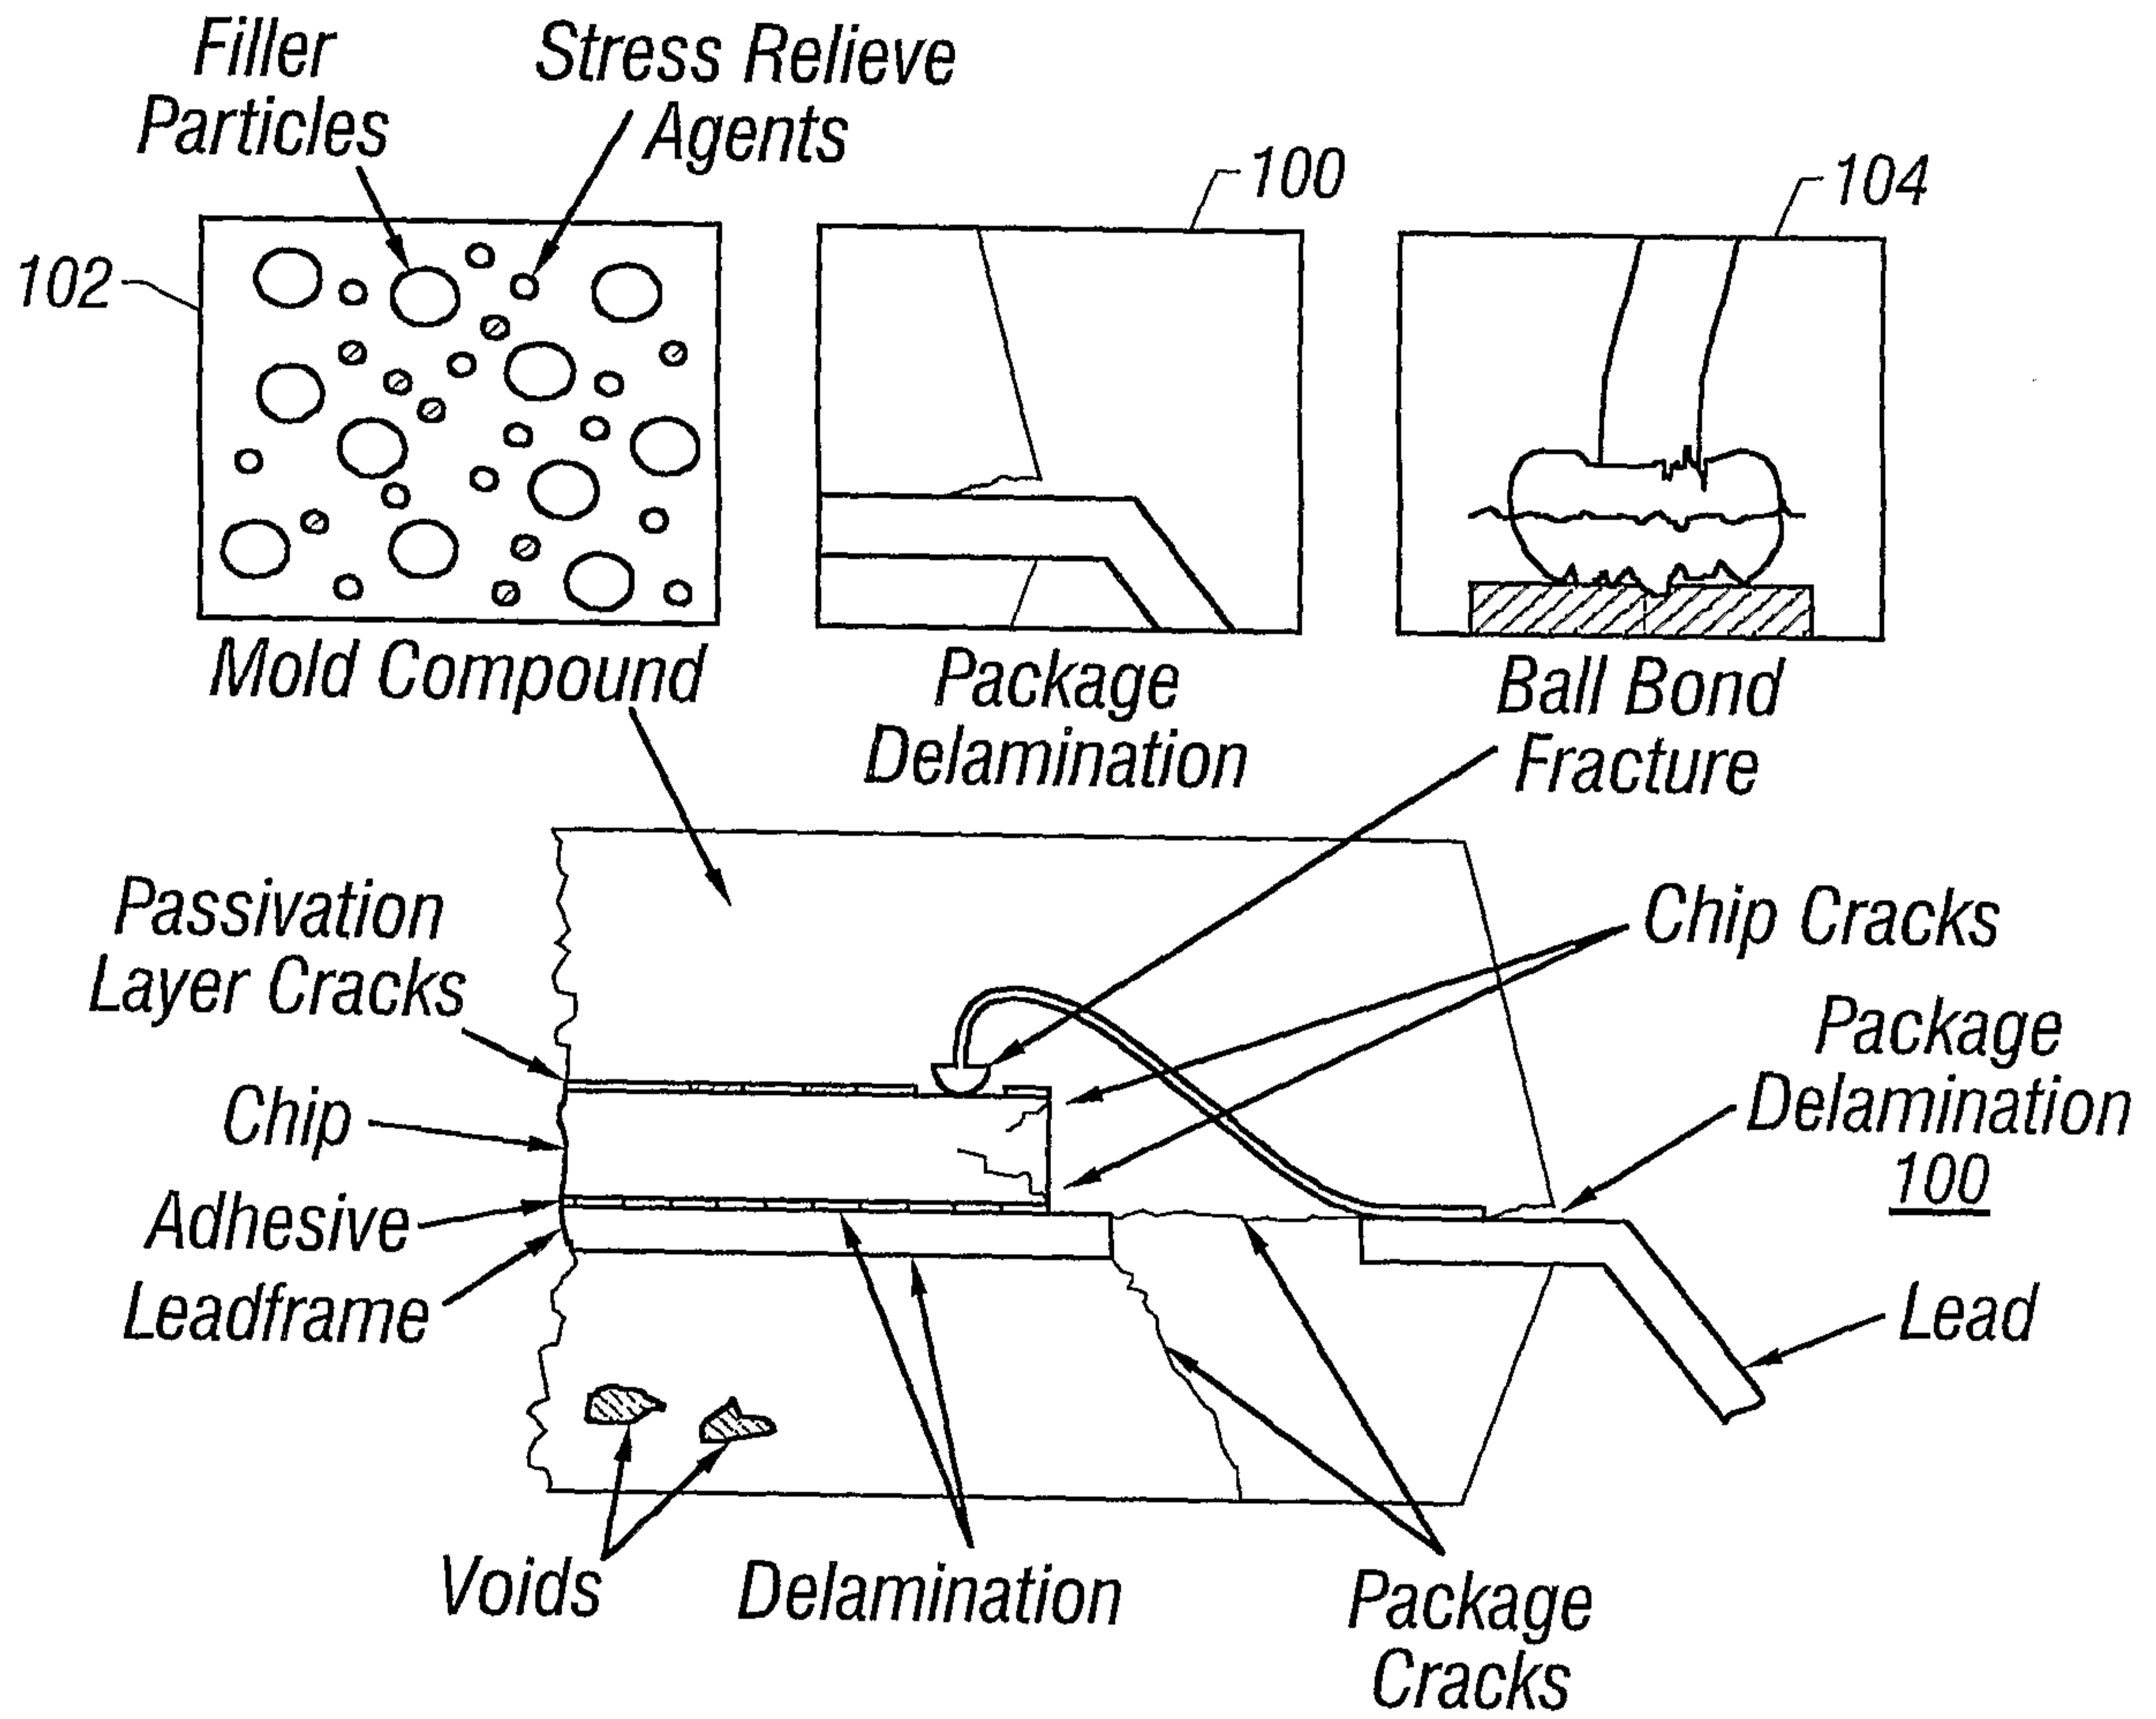 Filler
Particles
Stress Relieve
Agents
100
104
102
Mold Compound
Package
Delamination
Ball Bond
Fracture
Passivation
Layer Cracks
Chip Cracks
Package
Delamination
100
Chip
Adhesive
Leadframe
Lead
Voids
Delamination
Package
Cracks